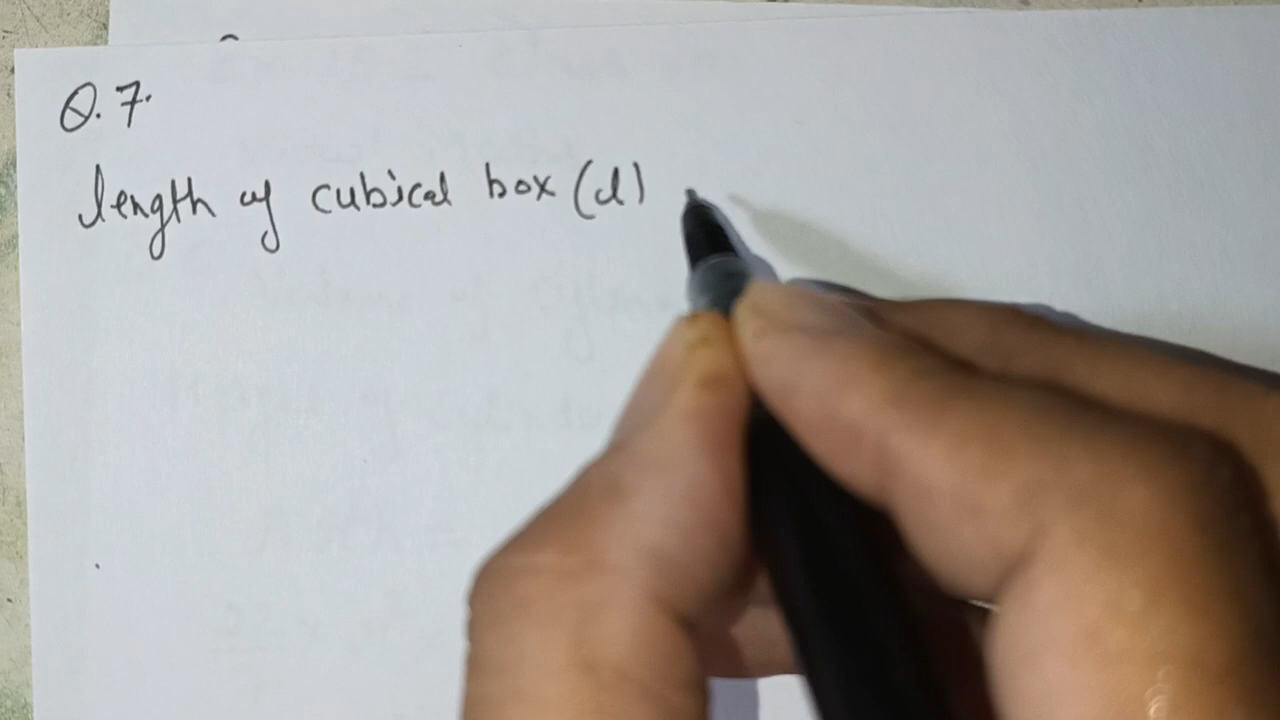 Q. 7.
length of cubical box (l)